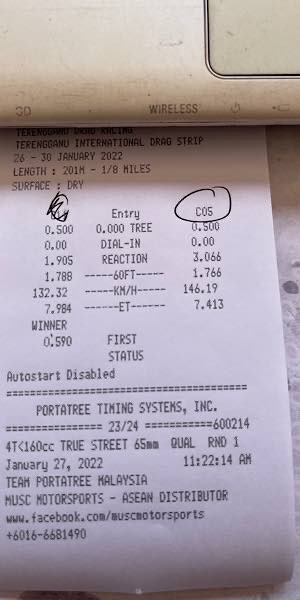 3D WIRELESS
TERENGGANU DRAG RACING
TERENGGANU INTERNATIONAL DRAG STRIP
26 - 30 JANUARY 2022
LENGTH : 201M - 1/8 MILES
SURFACE : DRY
Entry C05
0.500 0.000 TREE 0.500
0.00 DIAL-IN 0.00
1.905 REACTION 3.066
1.788 -----60FT----- 1.766
132.32 -----KM/H----- 146.19
7.984 ------ET------ 7.413
WINNER
0.590 FIRST
STATUS
Autostart Disabled
=====================================
PORTATREE TIMING SYSTEMS, INC.
================ 23/24 ===========600214
4T<160cc TRUE STREET 65mm QUAL RND 1
January 27, 2022 11:22:14 AM
TEAM PORTATREE MALAYSIA
MUSC MOTORSPORTS - ASEAN DISTRIBUTOR
www.facebook.com/muscmotorsports
+6016-6681490